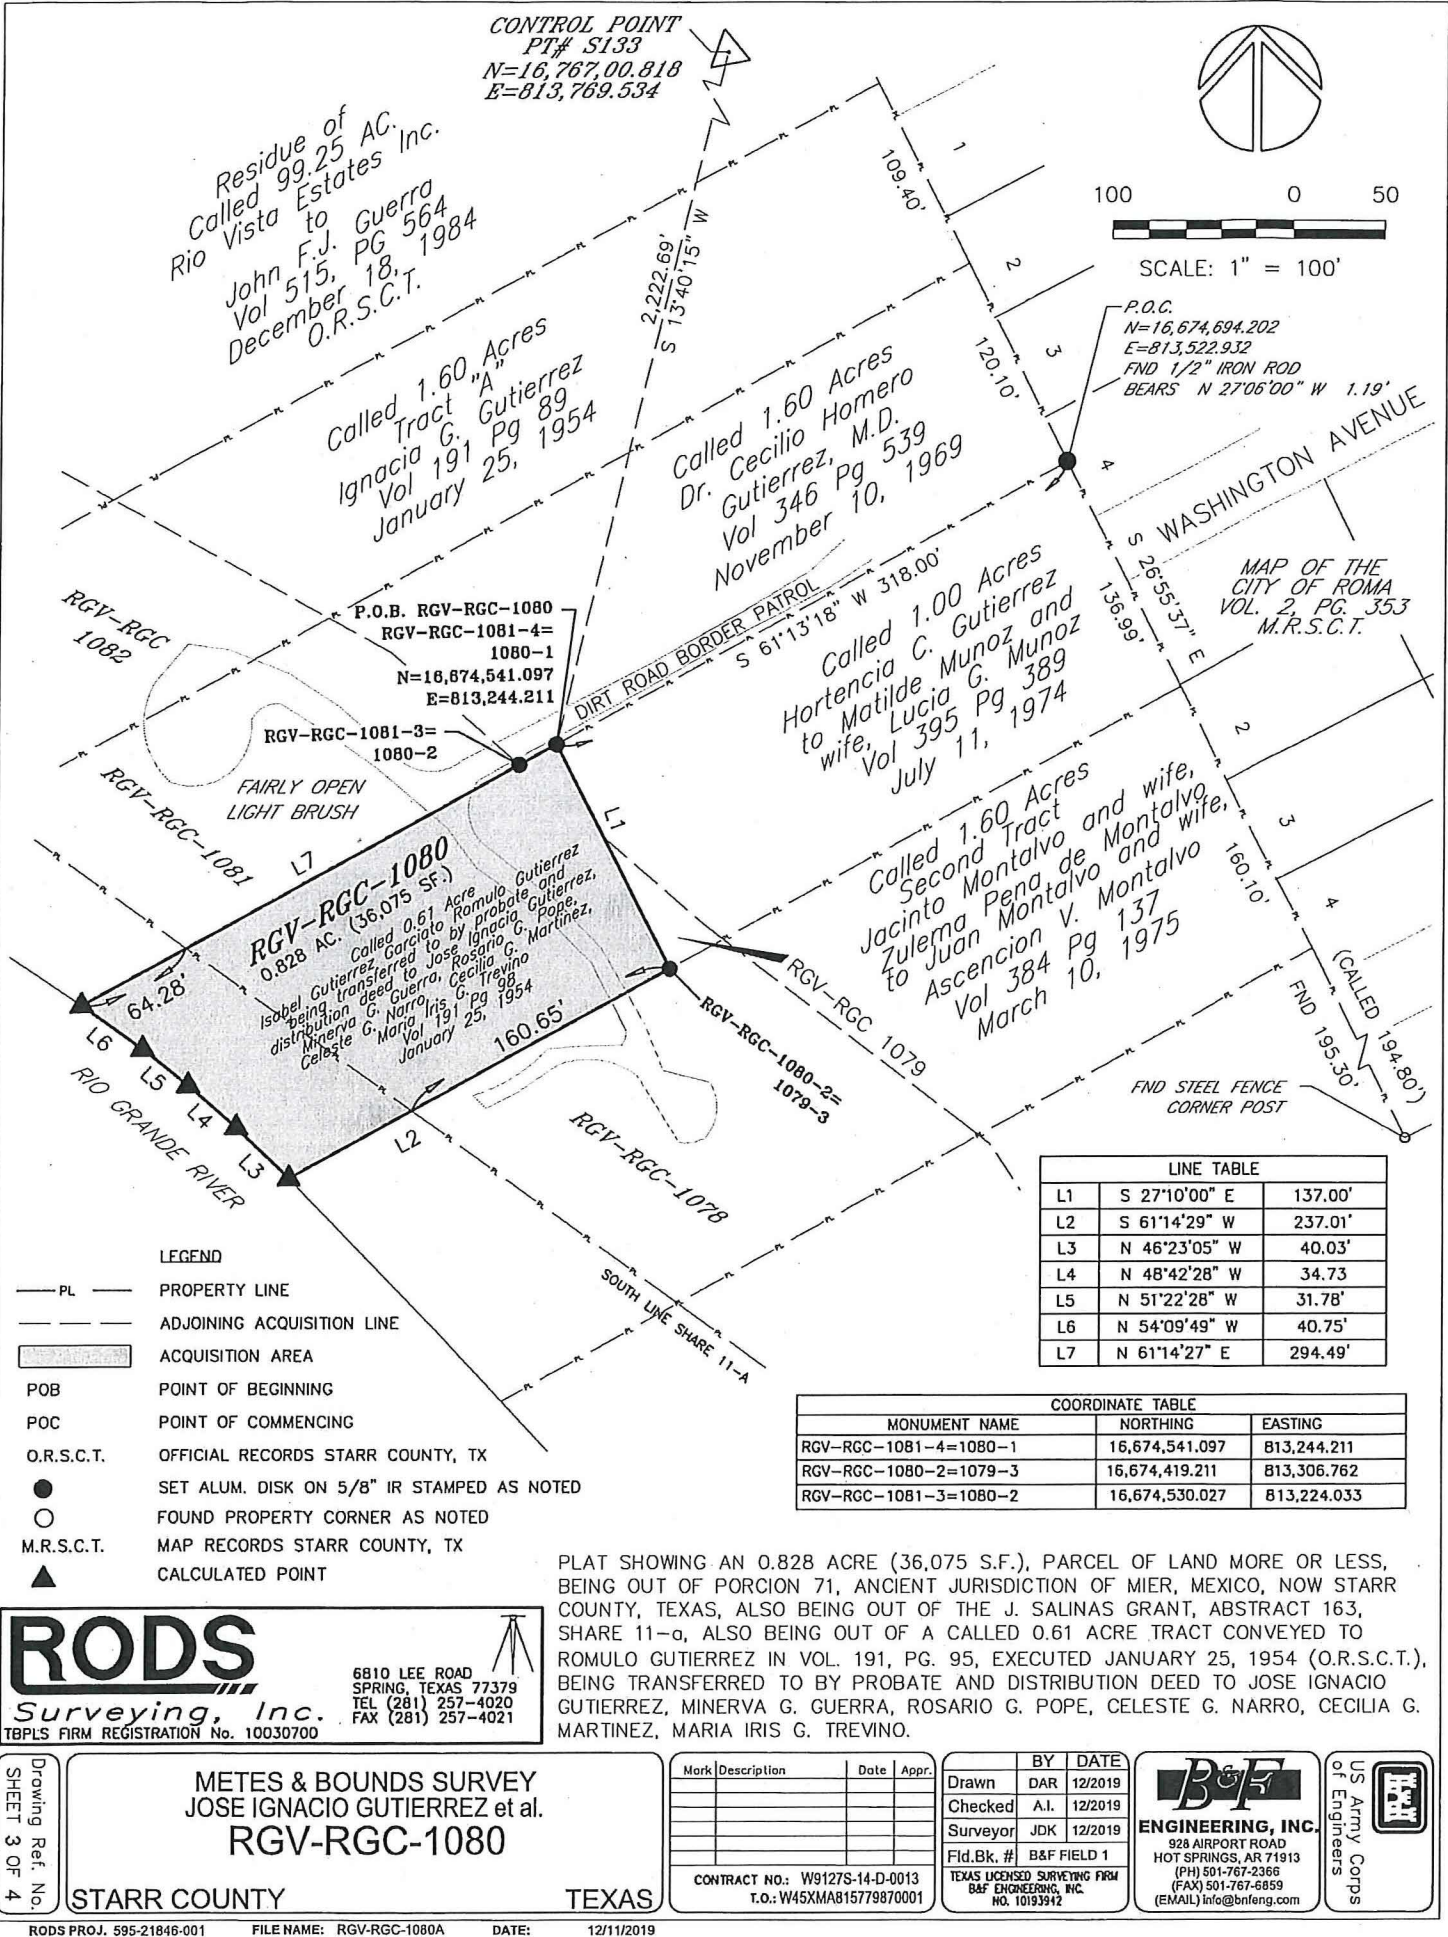 CONTROL POINT
PT# S133
N=16,767,00.818
E=813,769.534
Residue of
Called 99.25 AC.
Rio Vista Estates Inc.
to
John F.J. Guerra
Vol 515, PG 564
December 18, 1984
O.R.S.C.T.
2,222.69'
S 13°40'15" W
109.40'
1
2
120.10'
3
4
100 0 50
SCALE: 1" = 100'
P.O.C.
N=16,674,694.202
E=813,522.932
FND 1/2" IRON ROD
BEARS N 27°06'00" W 1.19'
WASHINGTON AVENUE
Called 1.60 Acres
Tract "A"
Ignacia G. Gutierrez
Vol 191 Pg 89
January 25, 1954
Called 1.60 Acres
Dr. Cecilio Homero
Gutierrez, M.D.
Vol 346 Pg 539
November 10, 1969
MAP OF THE
CITY OF ROMA
VOL. 2, PG. 353
M.R.S.C.T.
S 26°55'37" E
136.99'
DIRT ROAD BORDER PATROL
S 61°13'18" W 318.00'
Called 1.00 Acres
Hortencia C. Gutierrez
to Matilde Munoz and
wife, Lucia G. Munoz
Vol 395 Pg 389
July 11, 1974
RGV-RGC
1082
P.O.B. RGV-RGC-1080
RGV-RGC-1081-4=
1080-1
N=16,674,541.097
E=813,244.211
RGV-RGC-1081-3=
1080-2
RGV-RGC-1081
FAIRLY OPEN
LIGHT BRUSH
2
3
160.10'
4
Called 1.60 Acres
Second Tract
Jacinto Montalvo and wife,
Zulema Pena de Montalvo
to Juan Montalvo and wife,
Ascencion V. Montalvo
Vol 384 Pg 137
March 10, 1975
L1
L7
RGV-RGC-1080
0.828 AC. (36,075 SF.)
Called 0.61 Acre
Isabel Gutierrez Garciato Romulo Gutierrez
being transferred to by probate and
distribution deed to Jose Ignacio Gutierrez,
Minerva G. Guerra, Rosario G. Pope,
Celeste G. Narro, Cecilia G. Martinez,
Maria Iris G. Trevino
Vol 191 Pg 98
January 25, 1954
64.28'
160.65'
L6
L5
L4
L3
L2
RIO GRANDE RIVER
RGV-RGC 1079
RGV-RGC-1080-2=
1079-3
RGV-RGC-1078
SOUTH LINE SHARE 11-A
(CALLED 194.80')
FND 195.30'
FND STEEL FENCE
CORNER POST
LINE TABLE
L1 S 27°10'00" E 137.00'
L2 S 61°14'29" W 237.01'
L3 N 46°23'05" W 40.03'
L4 N 48°42'28" W 34.73
L5 N 51°22'28" W 31.78'
L6 N 54°09'49" W 40.75'
L7 N 61°14'27" E 294.49'
COORDINATE TABLE
MONUMENT NAME NORTHING EASTING
RGV-RGC-1081-4=1080-1 16,674,541.097 813,244.211
RGV-RGC-1080-2=1079-3 16,674,419.211 813,306.762
RGV-RGC-1081-3=1080-2 16,674,530.027 813,224.033
LEGEND
PL PROPERTY LINE
ADJOINING ACQUISITION LINE
ACQUISITION AREA
POB POINT OF BEGINNING
POC POINT OF COMMENCING
O.R.S.C.T. OFFICIAL RECORDS STARR COUNTY, TX
SET ALUM. DISK ON 5/8" IR STAMPED AS NOTED
FOUND PROPERTY CORNER AS NOTED
M.R.S.C.T. MAP RECORDS STARR COUNTY, TX
CALCULATED POINT
PLAT SHOWING AN 0.828 ACRE (36,075 S.F.), PARCEL OF LAND MORE OR LESS,
BEING OUT OF PORCION 71, ANCIENT JURISDICTION OF MIER, MEXICO, NOW STARR
COUNTY, TEXAS, ALSO BEING OUT OF THE J. SALINAS GRANT, ABSTRACT 163,
SHARE 11-a, ALSO BEING OUT OF A CALLED 0.61 ACRE TRACT CONVEYED TO
ROMULO GUTIERREZ IN VOL. 191, PG. 95, EXECUTED JANUARY 25, 1954 (O.R.S.C.T.),
BEING TRANSFERRED TO BY PROBATE AND DISTRIBUTION DEED TO JOSE IGNACIO
GUTIERREZ, MINERVA G. GUERRA, ROSARIO G. POPE, CELESTE G. NARRO, CECILIA G.
MARTINEZ, MARIA IRIS G. TREVINO.
RODS
Surveying, Inc.
TBPLS FIRM REGISTRATION No. 10030700
6810 LEE ROAD
SPRING, TEXAS 77379
TEL (281) 257-4020
FAX (281) 257-4021
Drawing Ref. No.
SHEET 3 OF 4
METES & BOUNDS SURVEY
JOSE IGNACIO GUTIERREZ et al.
RGV-RGC-1080
STARR COUNTY TEXAS
Mark Description Date Appr.
CONTRACT NO.: W9127S-14-D-0013
T.O.: W45XMA815779870001
BY DATE
Drawn DAR 12/2019
Checked A.I. 12/2019
Surveyor JDK 12/2019
Fld.Bk. # B&F FIELD 1
TEXAS LICENSED SURVEYING FIRM
B&F ENGINEERING, INC.
NO. 10193942
B&F
ENGINEERING, INC.
928 AIRPORT ROAD
HOT SPRINGS, AR 71913
(PH) 501-767-2366
(FAX) 501-767-6859
(EMAIL) info@bnfeng.com
US Army Corps
of Engineers
RODS PROJ. 595-21846-001 FILE NAME: RGV-RGC-1080A DATE: 12/11/2019